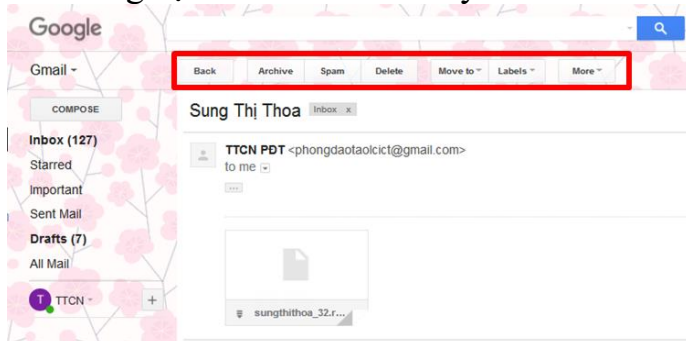 Google
Gmail
Back Archive Spam Delete Move to Labels More
COMPOSE
Sung Thị Thoa Inbox x
Inbox (127)
TTCN PĐT <phongdaotaolcict@gmail.com>
Starred
to me
Important
...
Sent Mail
Drafts (7)
All Mail
T TTCN +
sungthithoa_32.r...